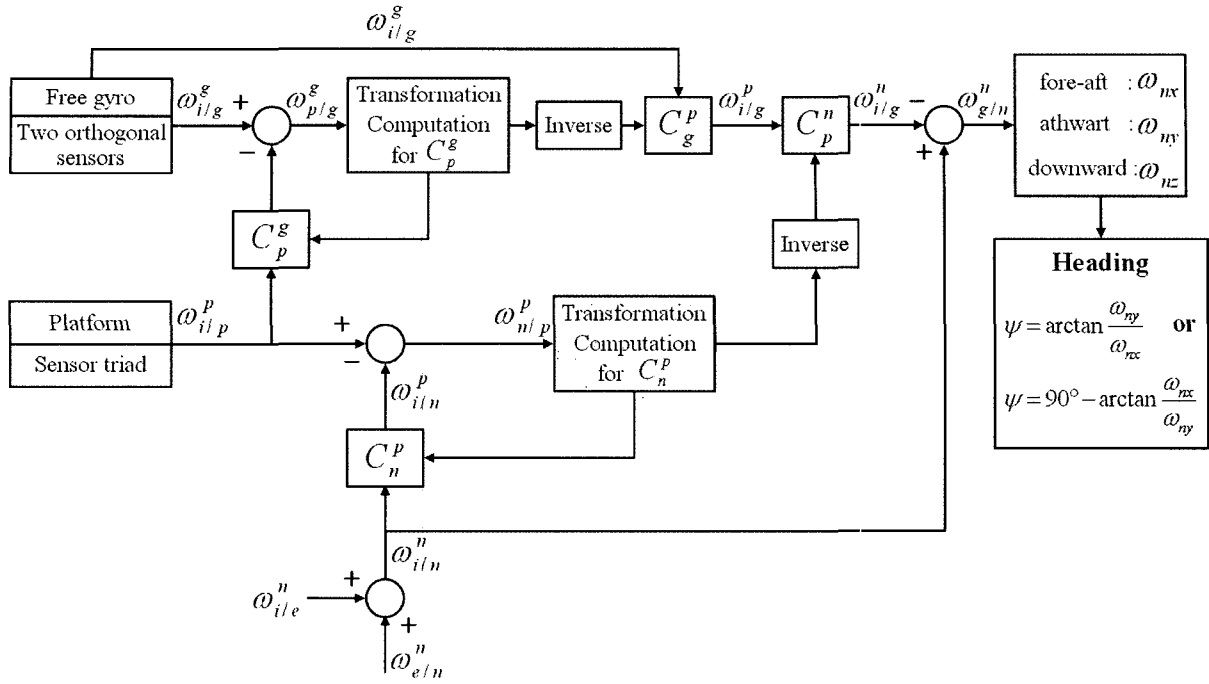 ω^g_{i/g}
Free gyro
Two orthogonal
sensors
ω^g_{i/g}
+
−
ω^g_{p/g}
Transformation
Computation
for C^g_p
Inverse
C^p_g
ω^p_{i/g}
C^n_p
ω^n_{i/g}
−
+
ω^n_{g/n}
fore-aft : ω_{nx}
athwart : ω_{ny}
downward : ω_{nz}
C^g_p
Inverse
Heading
ψ = arctan ω_{ny}/ω_{nx} or
ψ = 90° − arctan ω_{nx}/ω_{ny}
Platform
Sensor triad
ω^p_{i/p}
+
−
ω^p_{n/p}
Transformation
Computation
for C^p_n
ω^p_{i/n}
C^p_n
ω^n_{i/n}
ω^n_{i/e}
+
+
ω^n_{e/n}